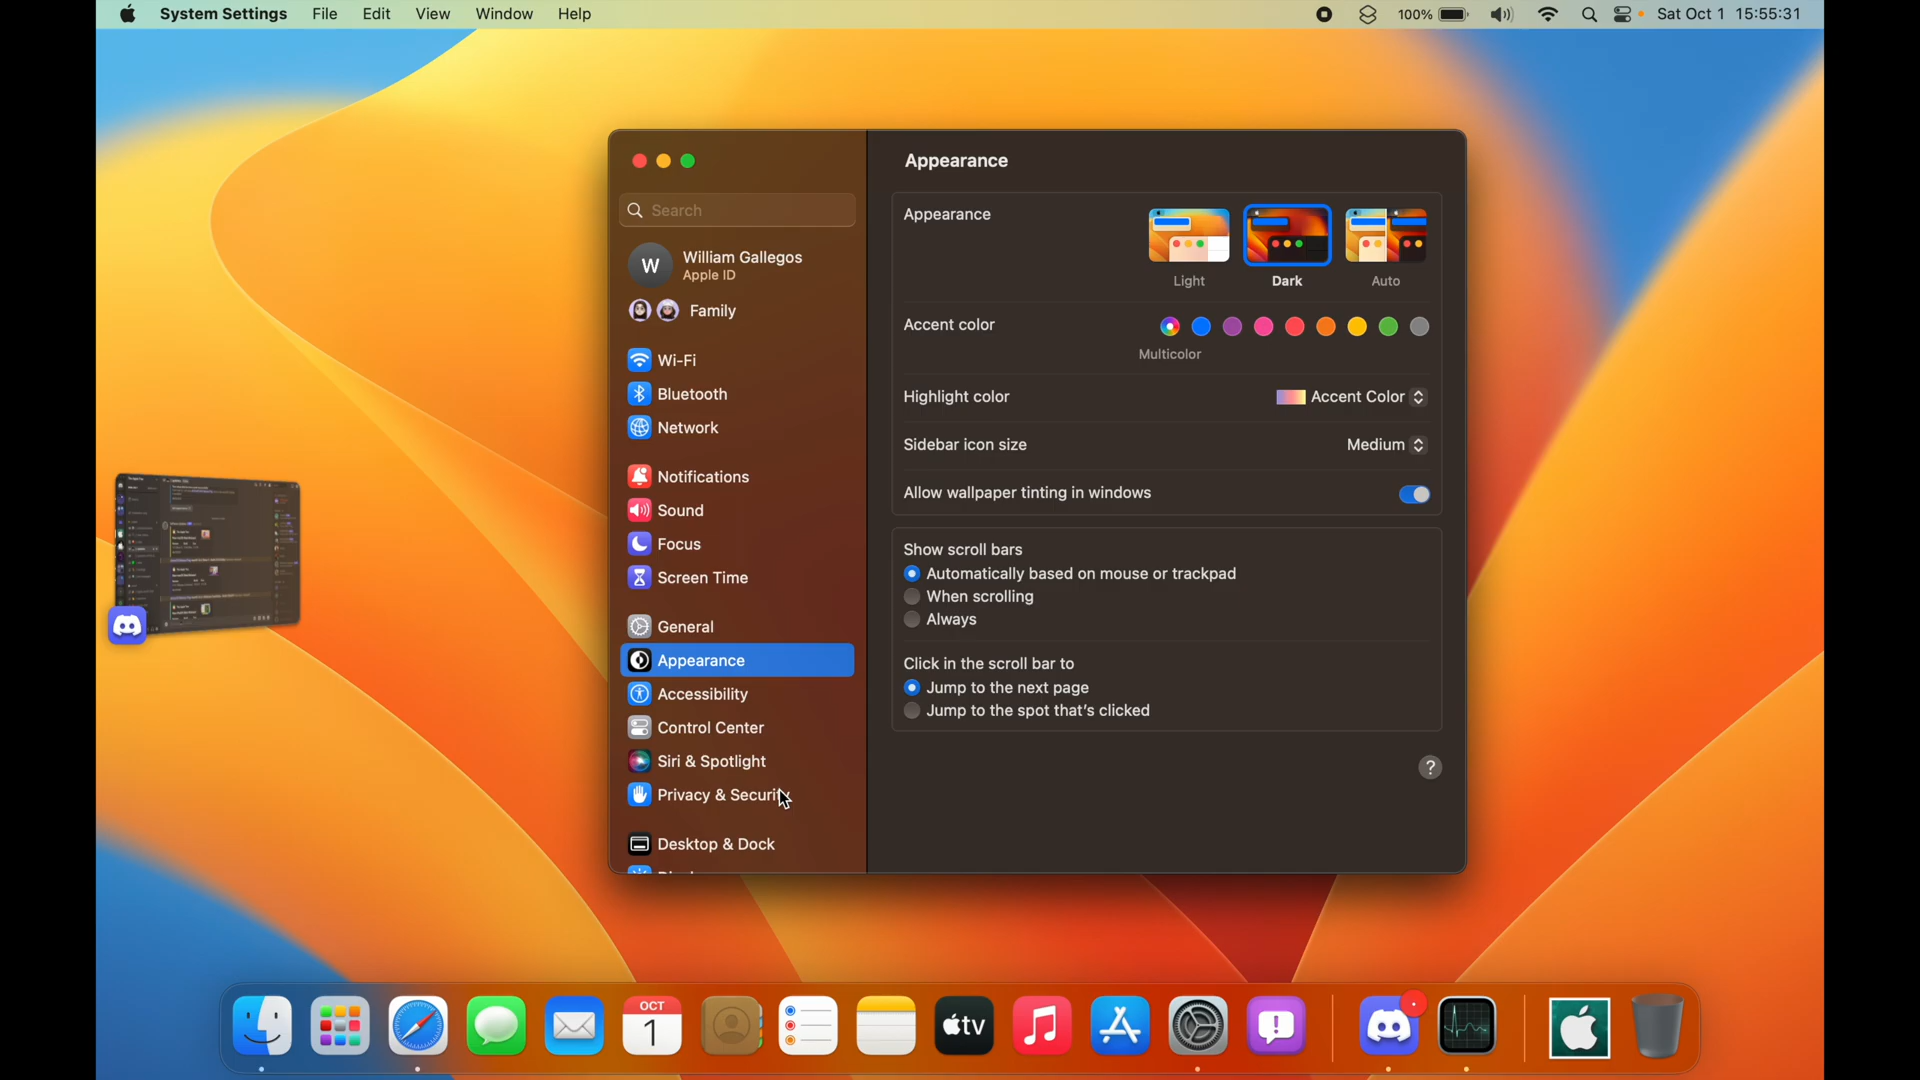 System Settings File Edit View Window Help 100% Sat Oct 1 15:55:31
Appearance
Search
William Gallegos
Apple ID
Family
Wi-Fi
Bluetooth
Network
Notifications
Sound
Focus
Screen Time
General
Appearance
Accessibility
Control Center
Siri & Spotlight
Privacy & Security
Desktop & Dock
W
Appearance
Light Dark Auto
Accent color
Multicolor
Highlight color Accent Color
Sidebar icon size Medium
Allow wallpaper tinting in windows
Show scroll bars
Automatically based on mouse or trackpad
When scrolling
Always
Click in the scroll bar to
Jump to the next page
Jump to the spot that's clicked
?
OCT
1
tv